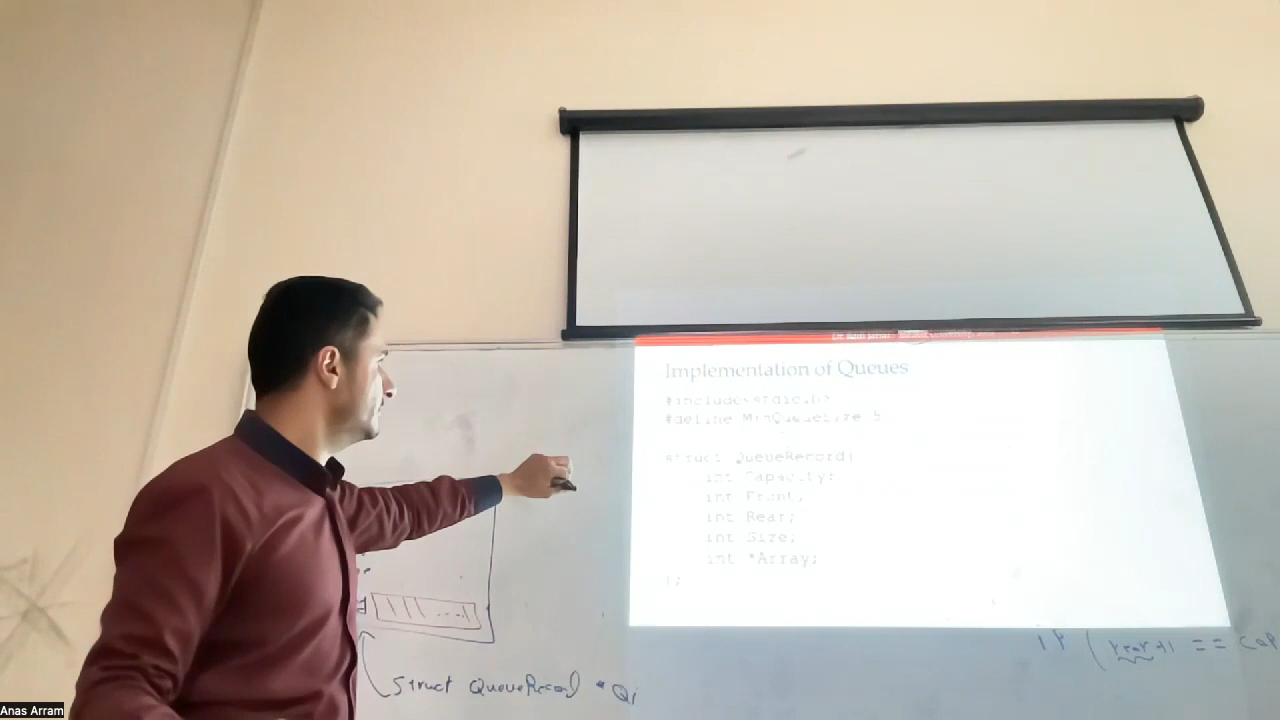 Implementation of Queues
#include<stdio.h>
#define MinQueueSize 5
struct QueueRecord{
int Capacity;
int Front;
int Rear;
int Size;
int *Array;
};
struct QueueRecord *Q;
if (rear+1 == cap
Anas Arram